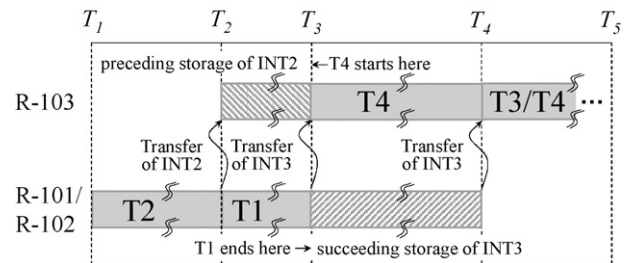 T1 T2 T3 T4 T5
preceding storage of INT2 ←T4 starts here
R-103 T4 T3/T4 ...
Transfer of INT2
Transfer of INT3
Transfer of INT3
R-101/
R-102 T2 T1
T1 ends here → succeeding storage of INT3